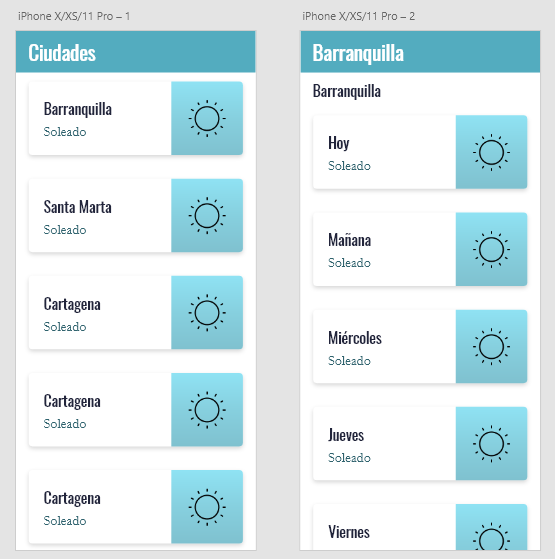 iPhone X/XS/11 Pro – 1
Ciudades
Barranquilla
Soleado
Santa Marta
Soleado
Cartagena
Soleado
Cartagena
Soleado
Cartagena
Soleado
iPhone X/XS/11 Pro – 2
Barranquilla
Barranquilla
Hoy
Soleado
Mañana
Soleado
Miércoles
Soleado
Jueves
Soleado
Viernes